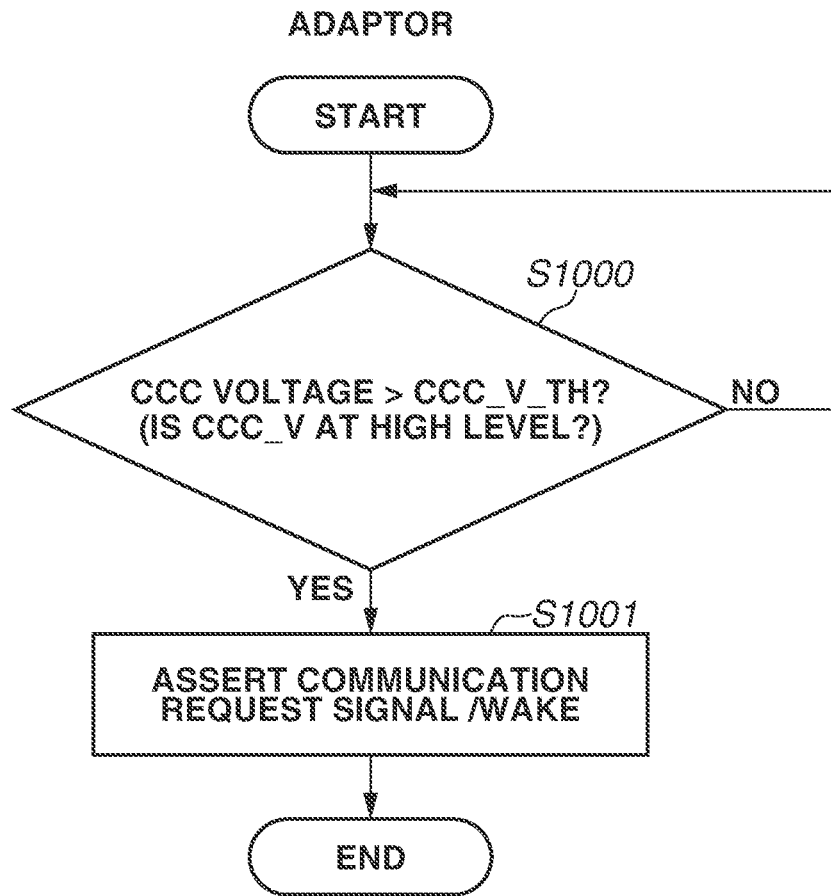 ADAPTOR
START
S1000
CCC VOLTAGE > CCC_V_TH?
(IS CCC_V AT HIGH LEVEL?)
NO
YES
S1001
ASSERT COMMUNICATION
REQUEST SIGNAL /WAKE
END